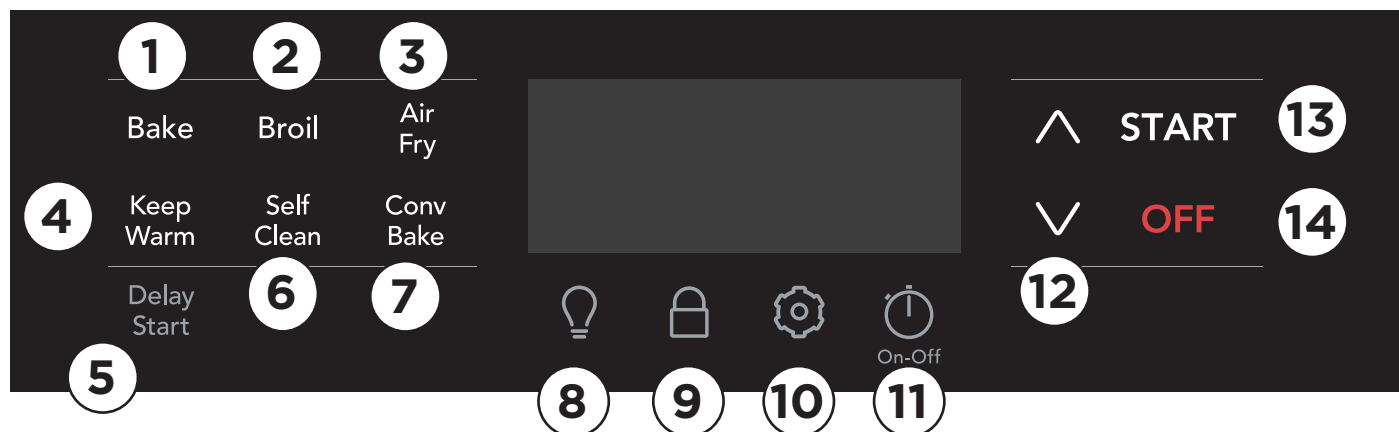 1 2 3
Bake Broil Air
Fry
START 13
4 Keep
Warm
Self
Clean
Conv
Bake
OFF 14
6 7 12
Delay
Start
5
On-Off
8 9 10 11